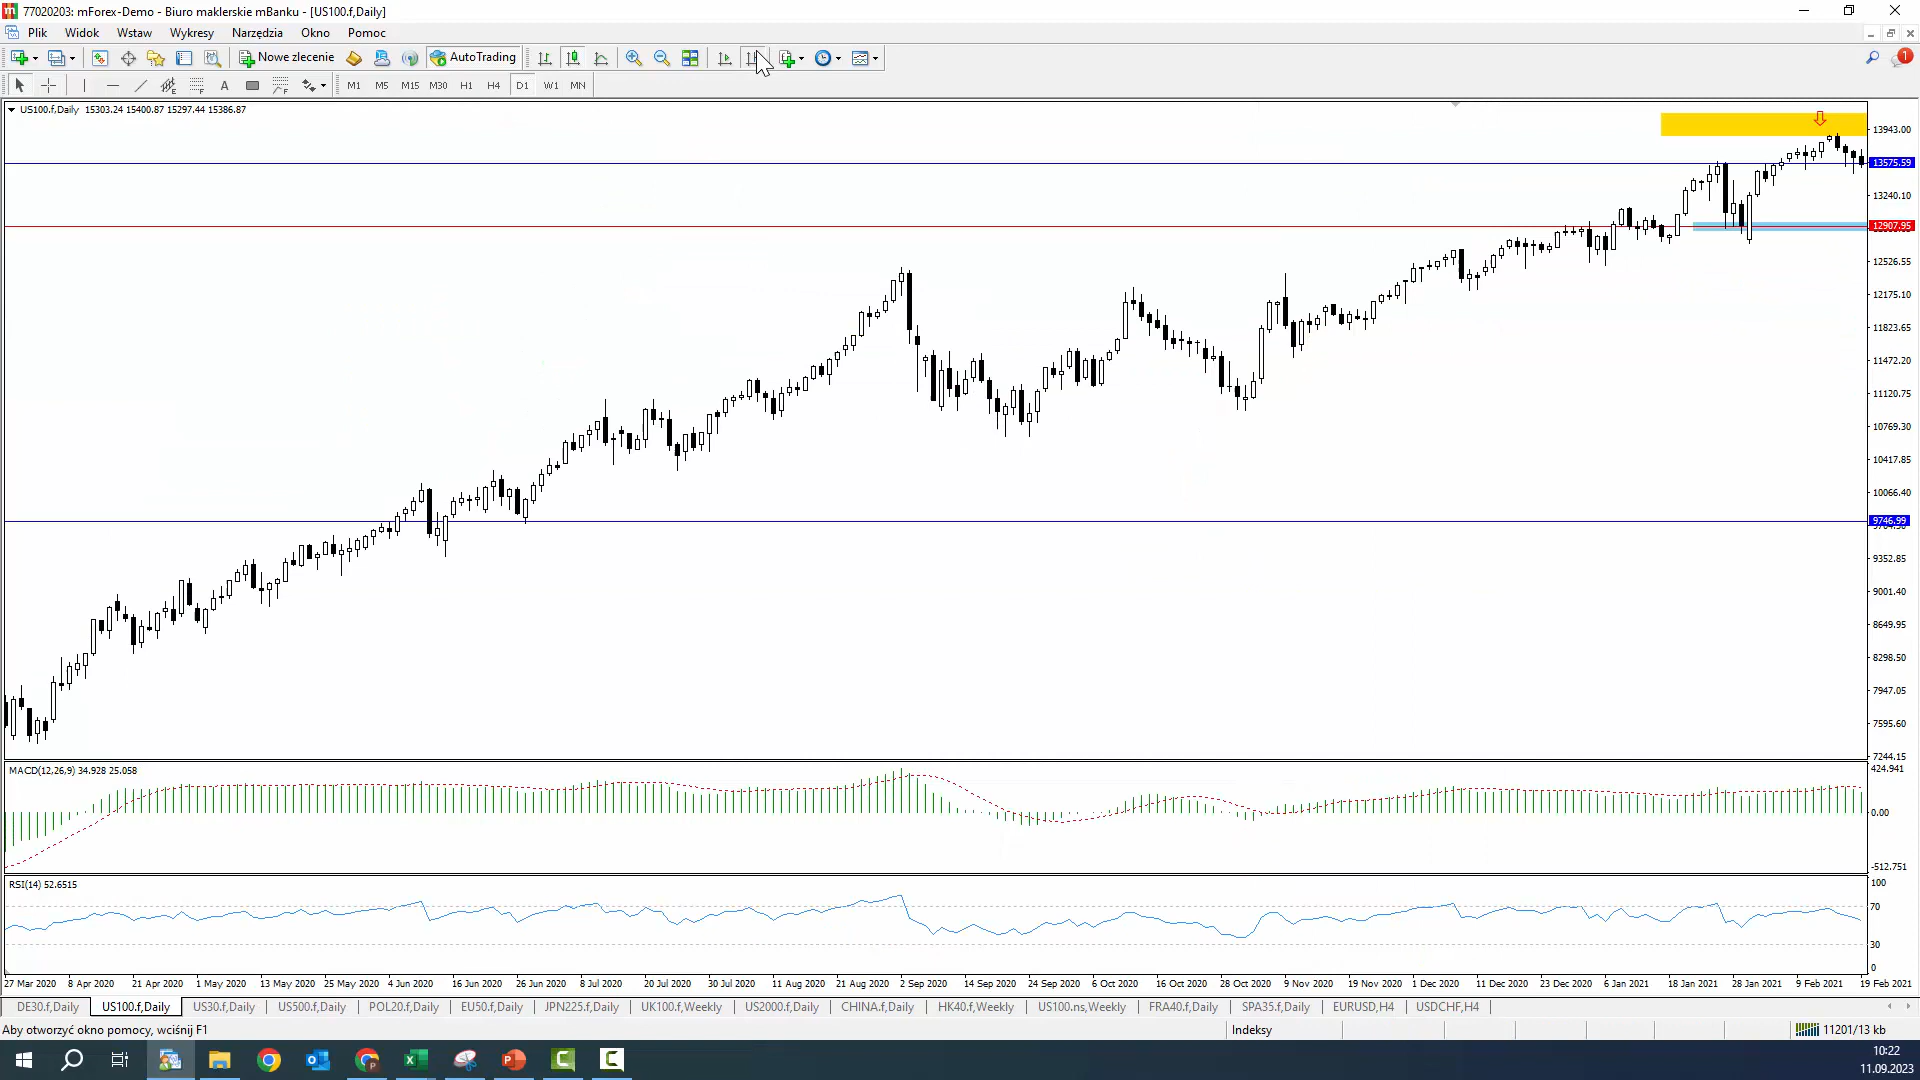 77020203: mForex-Demo - Biuro maklerskie mBanku - [US100.f,Daily]
Plik Widok Wstaw Wykresy Narzędzia Okno Pomoc
Nowe zlecenie AutoTrading 1
A M1 M5 M15 M30 H1 H4 D1 W1 MN
US100.f,Daily 15303.24 15400.87 15297.44 15386.87
13943.00
13575.59
13240.10
12907.95
12526.55
12175.10
11823.65
11472.20
11120.75
10769.30
10417.85
10066.40
9746.99
9352.85
9001.40
8649.95
8298.50
7947.05
7595.60
7244.15
MACD(12,26,9) 34.928 25.058
424.941
0.00
-512.751
RSI(14) 52.6515
100
70
30
0
27 Mar 2020 8 Apr 2020 21 Apr 2020 1 May 2020 13 May 2020 25 May 2020 4 Jun 2020 16 Jun 2020 26 Jun 2020 8 Jul 2020 20 Jul 2020 30 Jul 2020 11 Aug 2020 21 Aug 2020 2 Sep 2020 14 Sep 2020 24 Sep 2020 6 Oct 2020 16 Oct 2020 28 Oct 2020 9 Nov 2020 19 Nov 2020 1 Dec 2020 11 Dec 2020 23 Dec 2020 6 Jan 2021 18 Jan 2021 28 Jan 2021 9 Feb 2021 19 Feb 2021
DE30.f,Daily US100.f,Daily US30.f,Daily US500.f,Daily POL20.f,Daily EU50.f,Daily JPN225.f,Daily UK100.f,Weekly US2000.f,Daily CHINA.f,Daily HK40.f,Weekly US100.ns,Weekly FRA40.f,Daily SPA35.f,Daily EURUSD,H4 USDCHF,H4
Aby otworzyć okno pomocy, wciśnij F1 Indeksy 11201/13 kb
10:22
11.09.2023